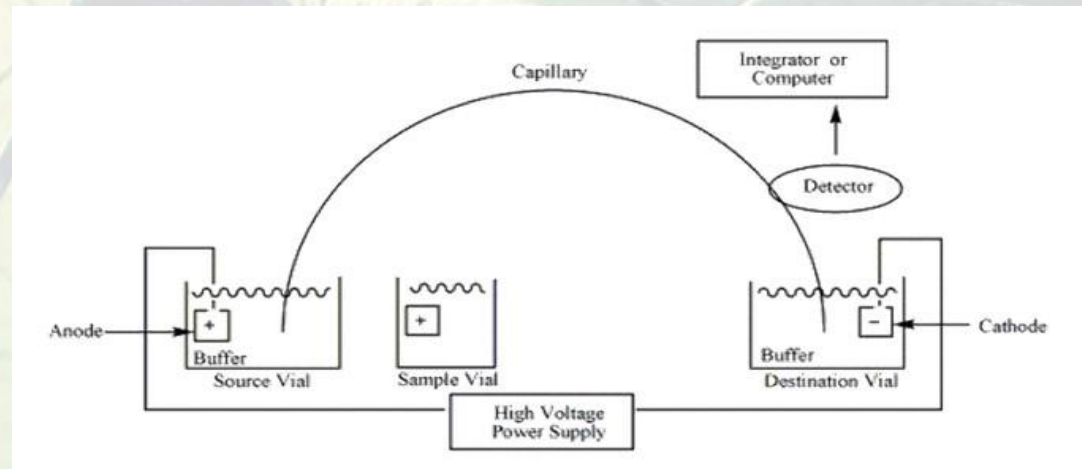 Capillary
Integrator or
Computer
Detector
Anode
+
Buffer
Source Vial
+
Sample Vial
−
Buffer
Destination Vial
Cathode
High Voltage
Power Supply